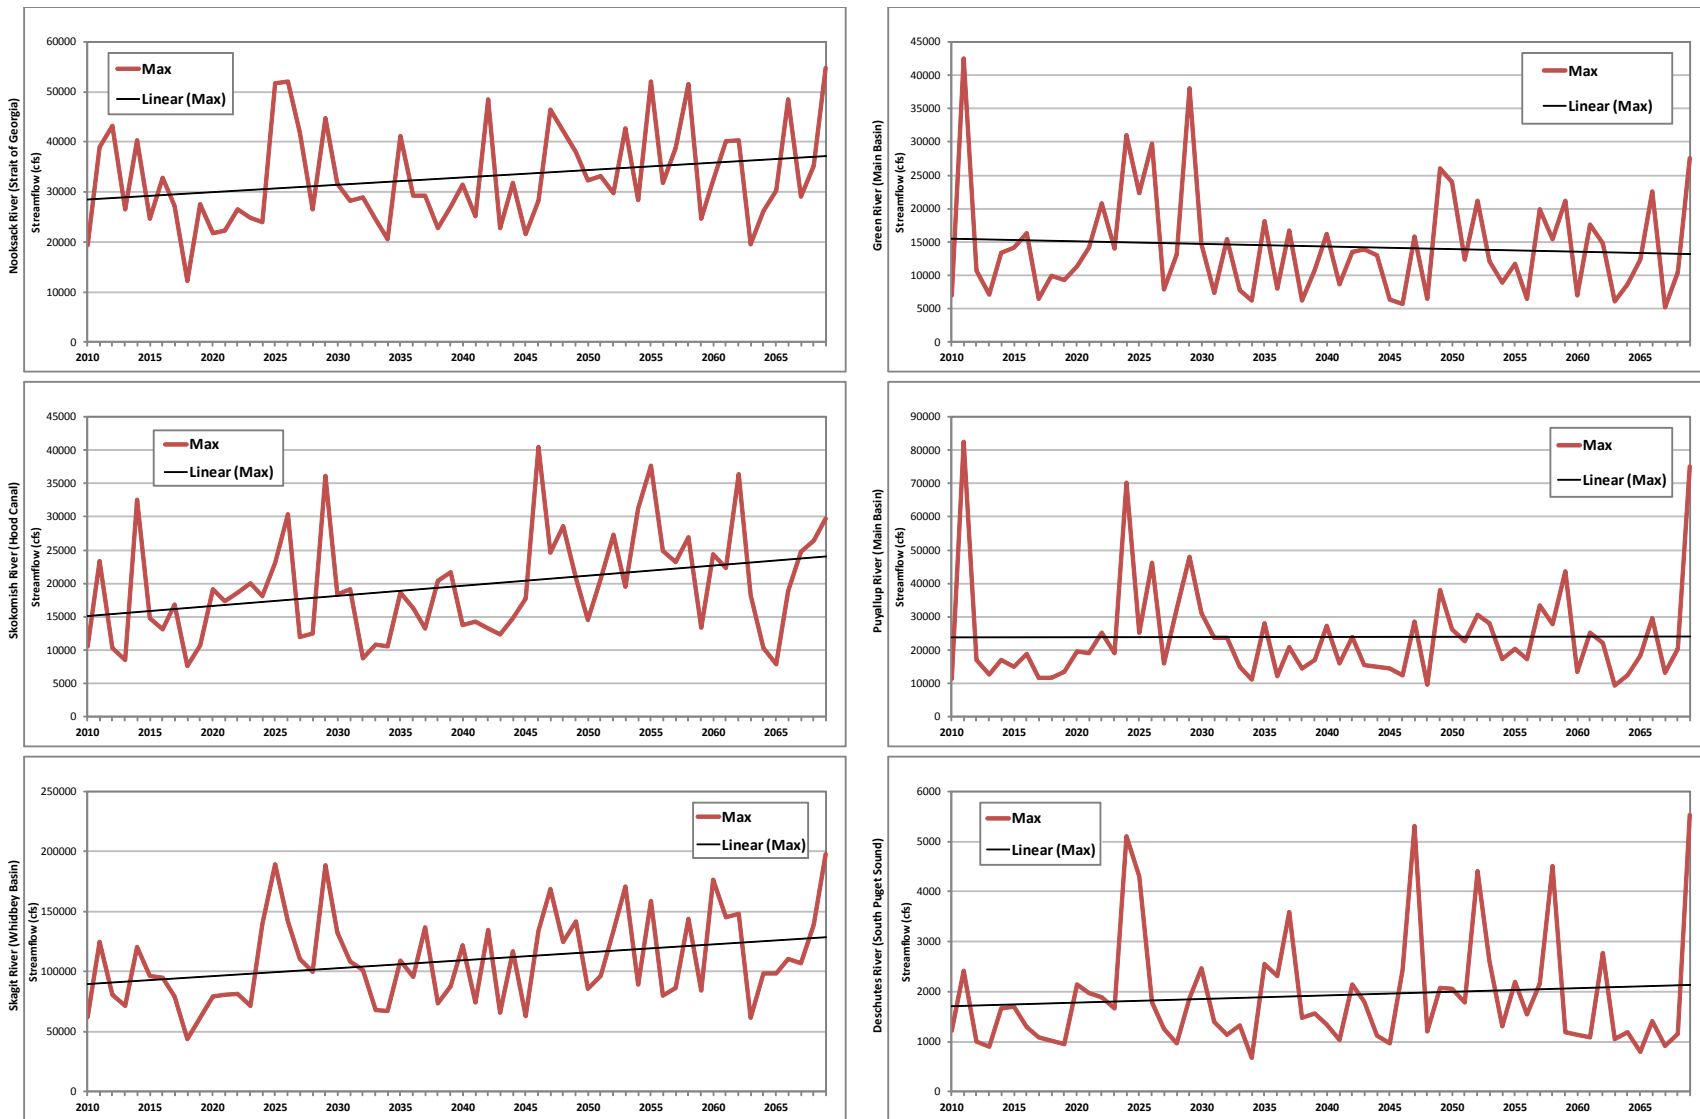 Nooksack River (Strait of Georgia)
Streamflow (cfs)
60000
50000
40000
30000
20000
10000
0
Max
Linear (Max)
2010 2015 2020 2025 2030 2035 2040 2045 2050 2055 2060 2065
Green River (Main Basin)
Streamflow (cfs)
45000
40000
35000
30000
25000
20000
15000
10000
5000
0
Max
Linear (Max)
2010 2015 2020 2025 2030 2035 2040 2045 2050 2055 2060 2065
Skokomish River (Hood Canal)
Streamflow (cfs)
45000
40000
35000
30000
25000
20000
15000
10000
5000
0
Max
Linear (Max)
2010 2015 2020 2025 2030 2035 2040 2045 2050 2055 2060 2065
Puyallup River (Main Basin)
Streamflow (cfs)
90000
80000
70000
60000
50000
40000
30000
20000
10000
0
Max
Linear (Max)
2010 2015 2020 2025 2030 2035 2040 2045 2050 2055 2060 2065
Skagit River (Whidbey Basin)
Streamflow (cfs)
250000
200000
150000
100000
50000
0
Max
Linear (Max)
2010 2015 2020 2025 2030 2035 2040 2045 2050 2055 2060 2065
Deschutes River (South Puget Sound)
Streamflow (cfs)
6000
5000
4000
3000
2000
1000
0
Max
Linear (Max)
2010 2015 2020 2025 2030 2035 2040 2045 2050 2055 2060 2065